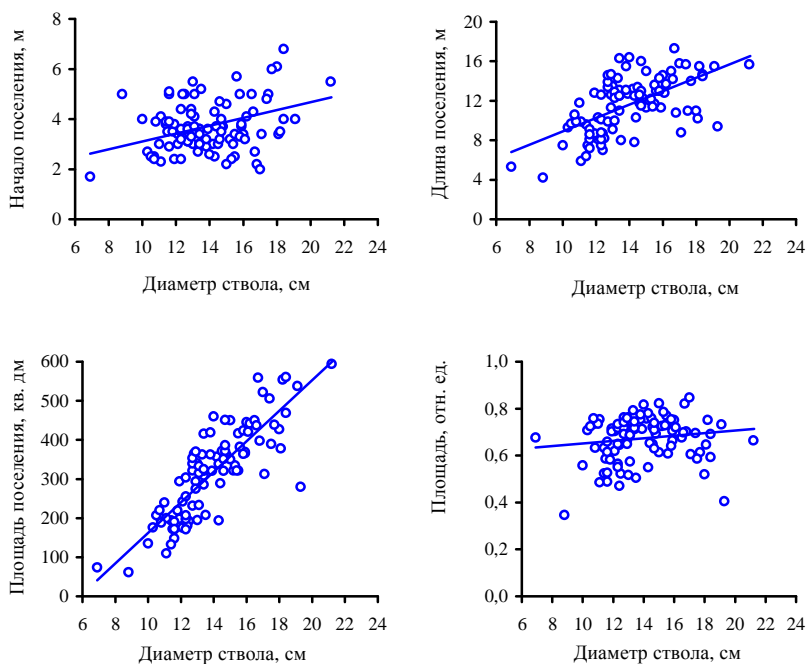 Начало поселения, м
8
6
4
2
0
6 8 10 12 14 16 18 20 22 24
Диаметр ствола, см
Длина поселения, м
20
16
12
8
4
0
6 8 10 12 14 16 18 20 22 24
Диаметр ствола, см
Площадь поселения, кв. дм
600
500
400
300
200
100
0
6 8 10 12 14 16 18 20 22 24
Диаметр ствола, см
Площадь, отн. ед.
1,0
0,8
0,6
0,4
0,2
0,0
6 8 10 12 14 16 18 20 22 24
Диаметр ствола, см